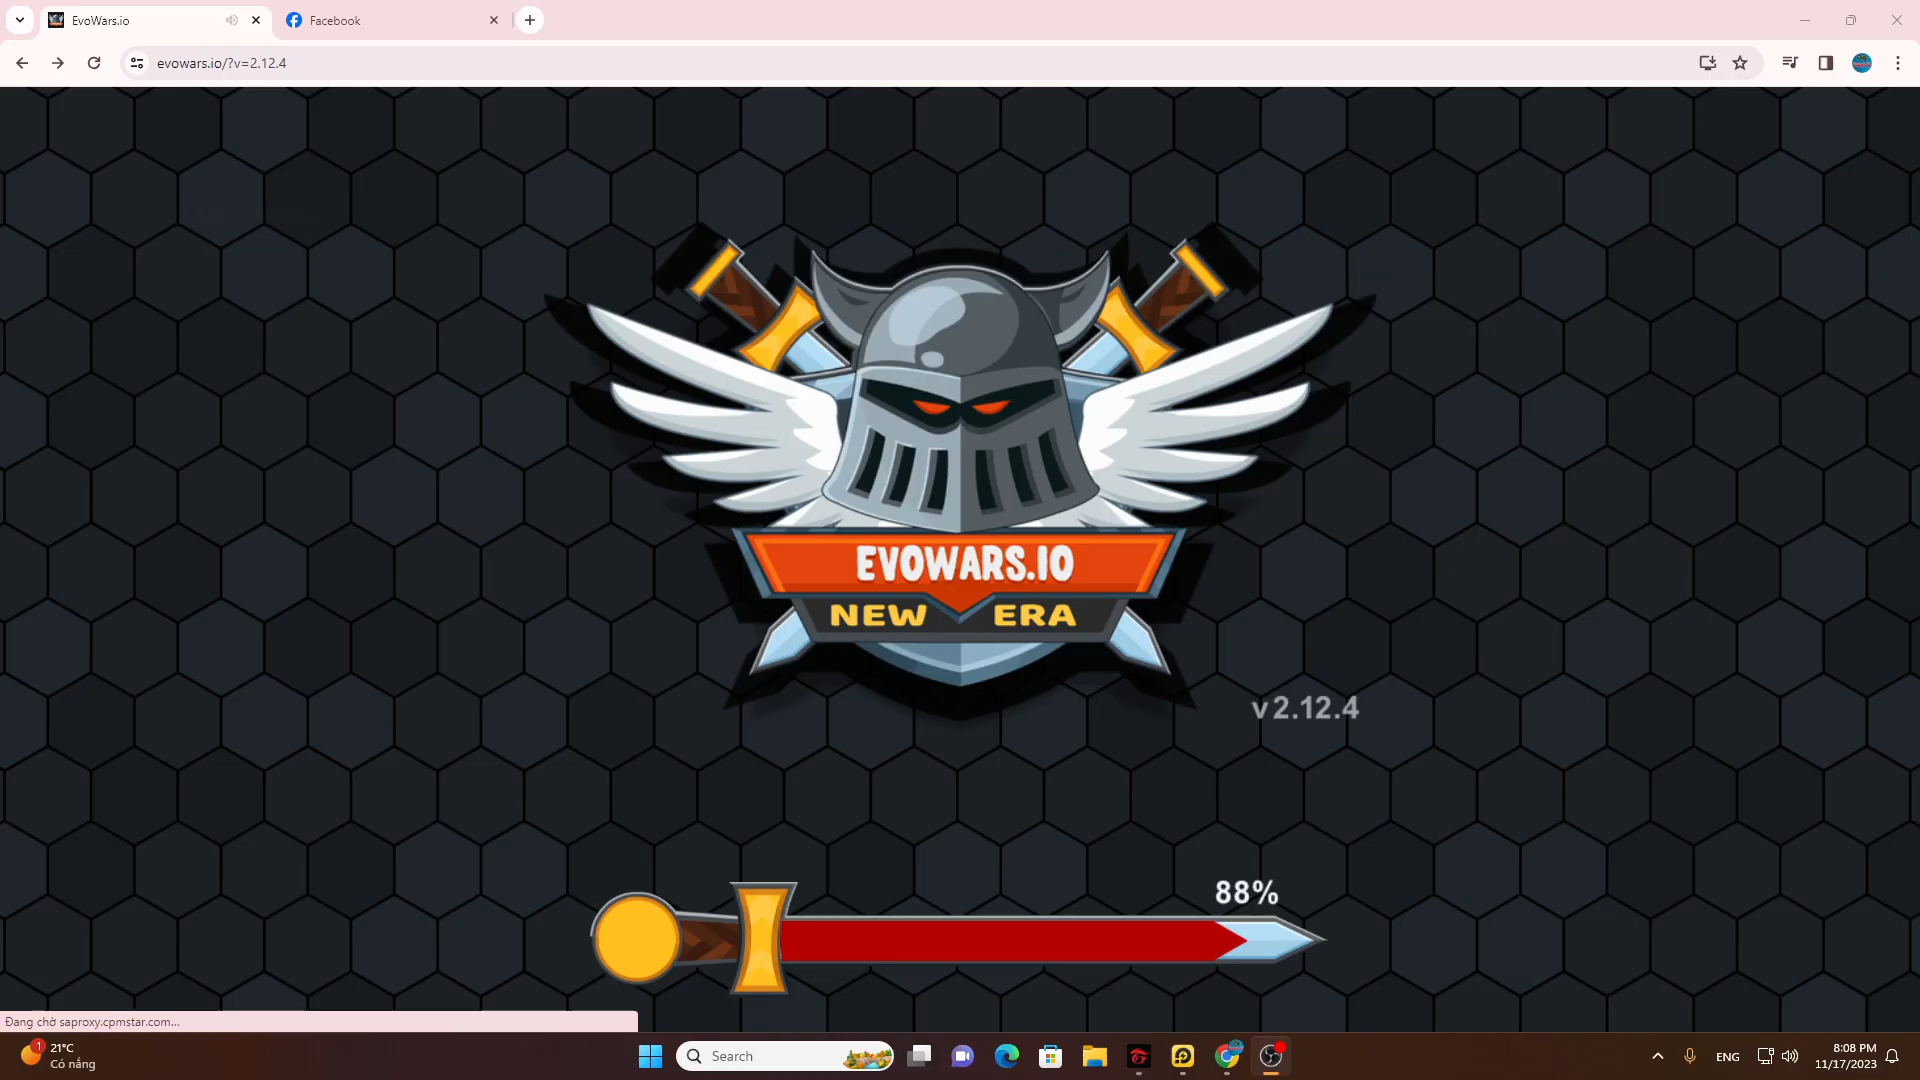 EvoWars.io
Facebook
evowars.io/?v=2.12.4
EVOWARS.IO
NEW ERA
v2.12.4
88%
Đang chờ saproxy.cpmstar.com...
1
21°C
Có nắng
Search
ENG
8:08 PM
11/17/2023